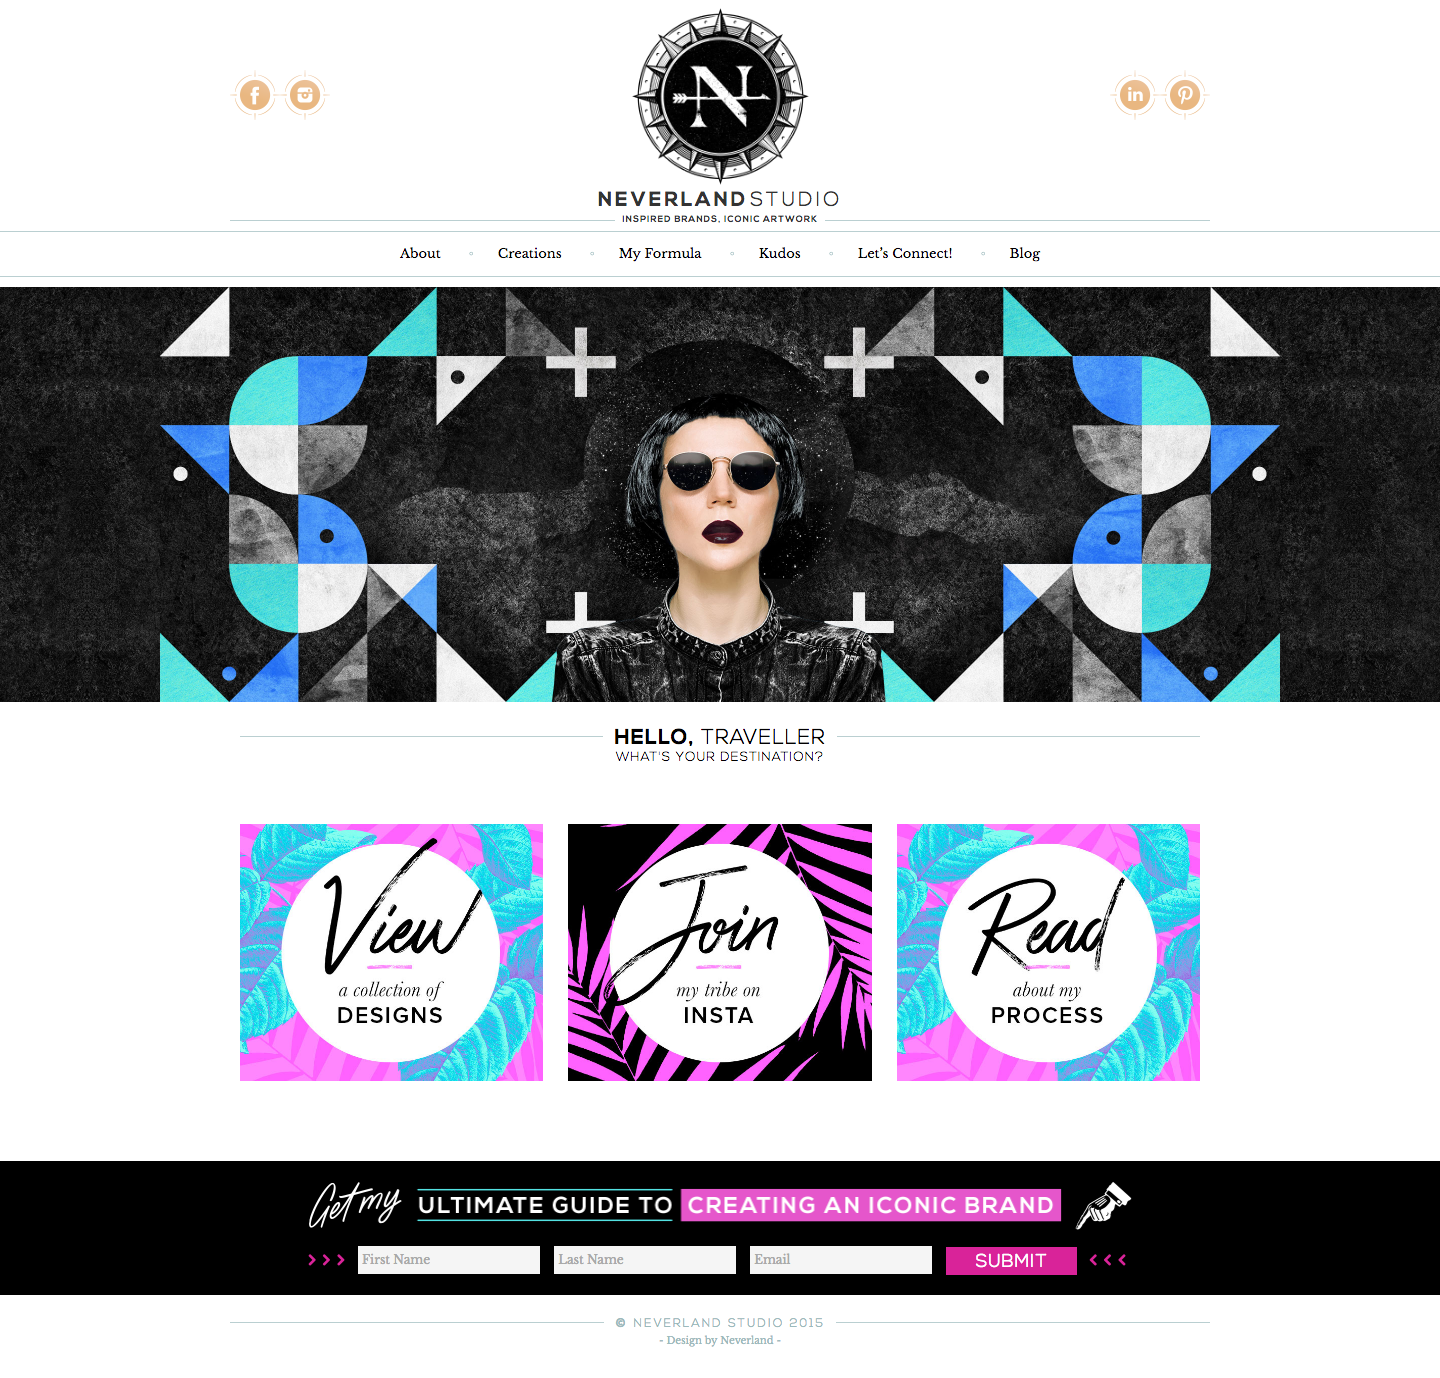 N
NEVERLAND STUDIO
INSPIRED BRANDS, ICONIC ARTWORK
About
Creations
My Formula
Kudos
Let's Connect!
Blog
HELLO, TRAVELLER
WHAT'S YOUR DESTINATION?
View
a collection of
DESIGNS
Join
my tribe on
INSTA
Read
about my
PROCESS
Get my ULTIMATE GUIDE TO CREATING AN ICONIC BRAND
First Name
Last Name
Email
SUBMIT
© NEVERLAND STUDIO 2015
- Design by Neverland -